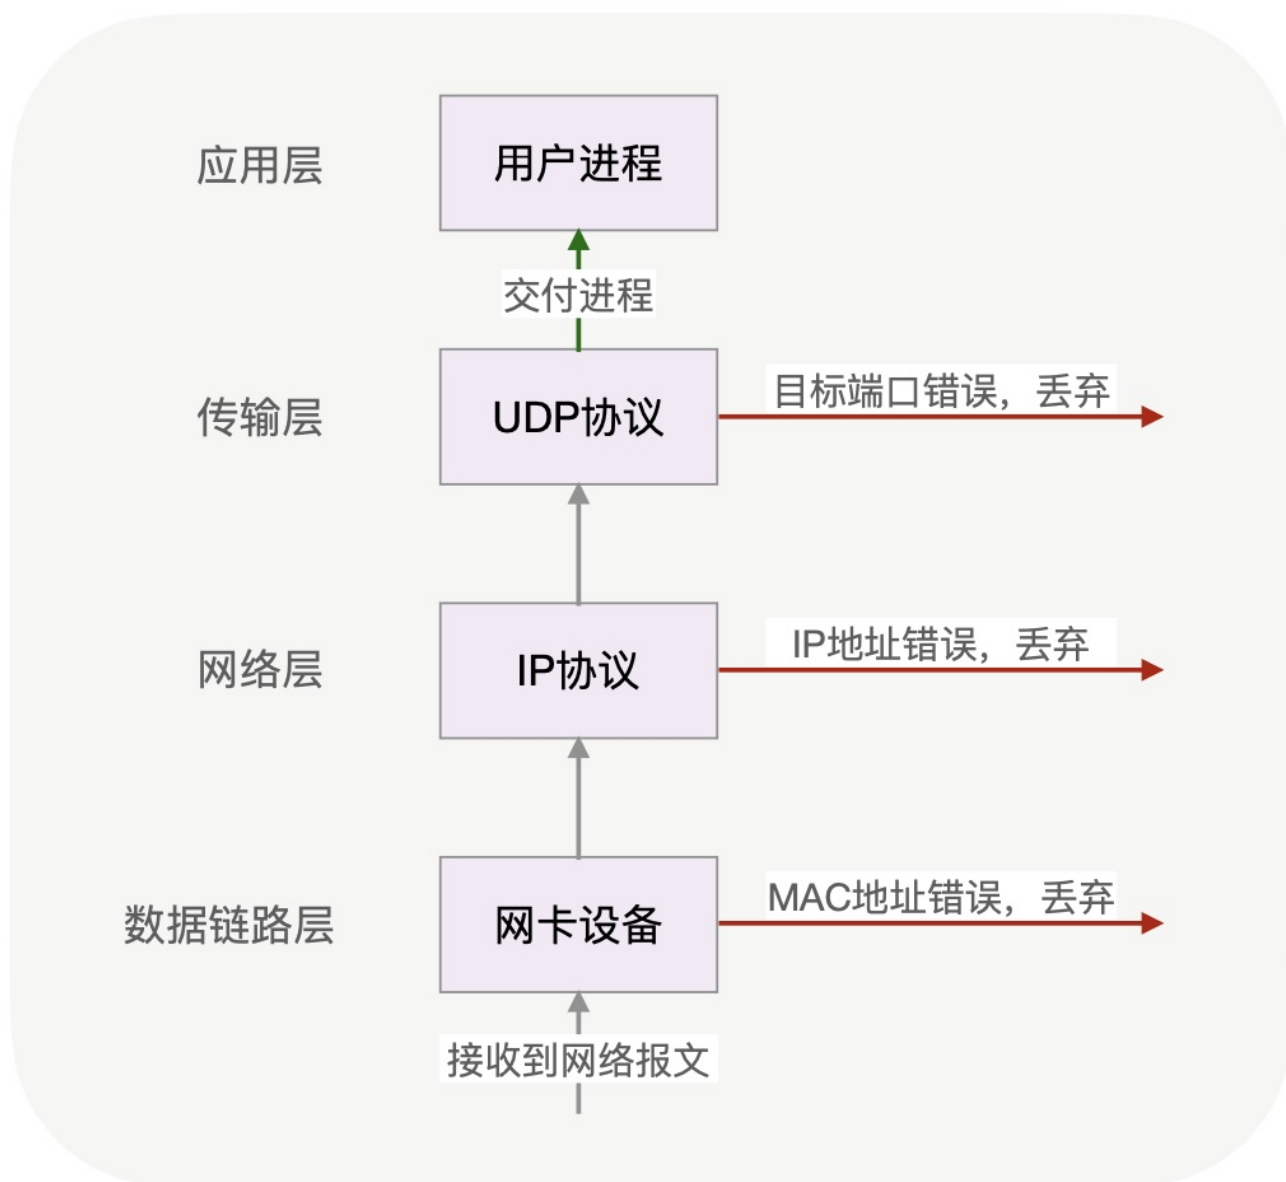 应用层
用户进程
交付进程
传输层
UDP协议
目标端口错误，丢弃
网络层
IP协议
IP地址错误，丢弃
数据链路层
网卡设备
MAC地址错误，丢弃
接收到网络报文